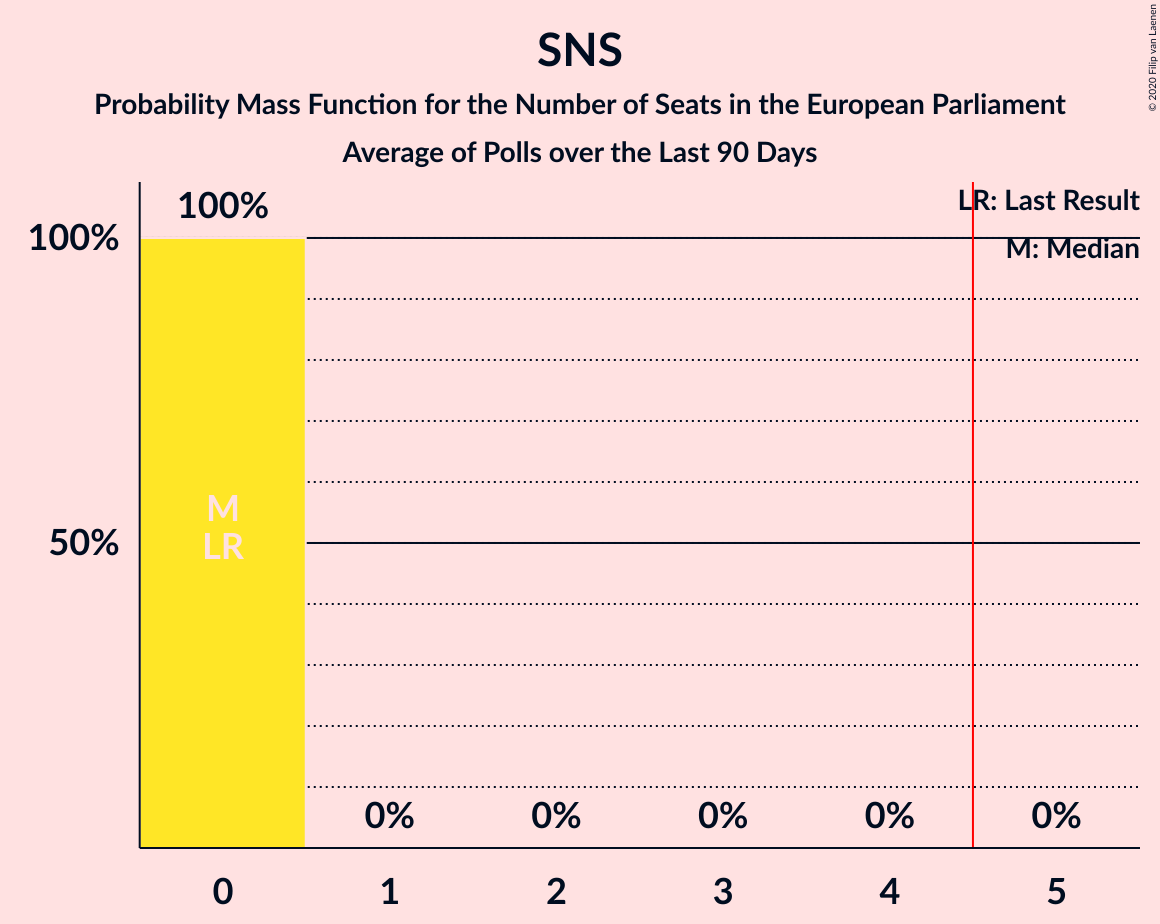 SNS
Probability Mass Function for the Number of Seats in the European Parliament
Average of Polls over the Last 90 Days
© 2020 Filip van Laenen
LR: Last Result
M: Median
100%
100%
50%
M
LR
0%
0%
0%
0%
0%
0
1
2
3
4
5